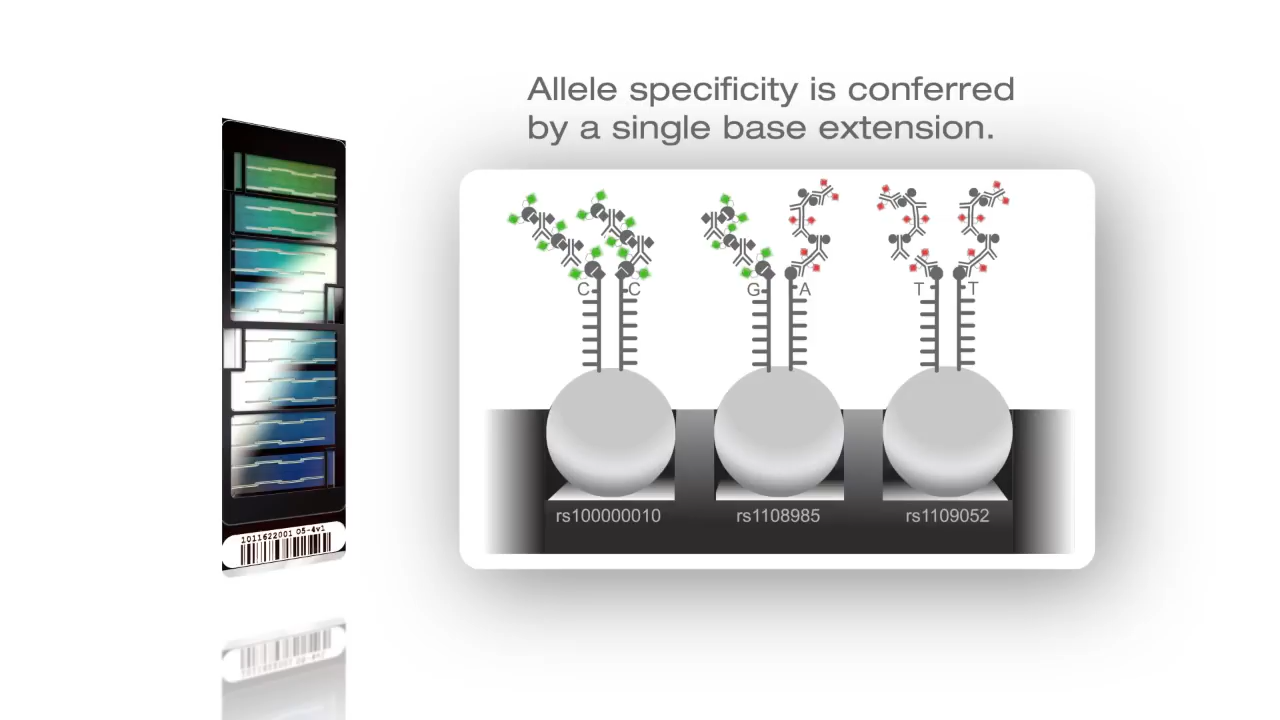 Allele specificity is conferred
by a single base extension.
C C G A T T
rs100000010 rs1108985 rs1109052
1011622001 05-4v1